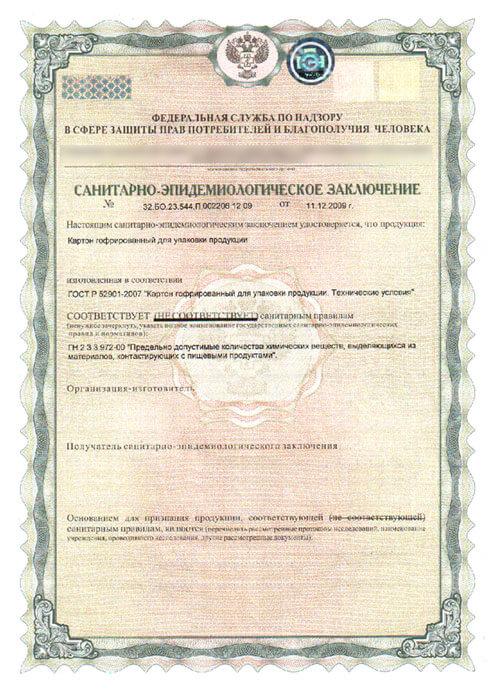 ФЕДЕРАЛЬНАЯ СЛУЖБА ПО НАДЗОРУ
В СФЕРЕ ЗАЩИТЫ ПРАВ ПОТРЕБИТЕЛЕЙ И БЛАГОПОЛУЧИЯ ЧЕЛОВЕКА
САНИТАРНО-ЭПИДЕМИОЛОГИЧЕСКОЕ ЗАКЛЮЧЕНИЕ
№ 32.БО.23.544.П.002206 12 09 ОТ 11.12.2009 г.
Настоящим санитарно-эпидемиологическим заключением удостоверяется, что продукция:
Картон гофрированный для упаковки продукции
изготовленная в соответствии
ГОСТ Р 52901-2007 "Картон гофрированный для упаковки продукции. Технические условия"
СООТВЕТСТВУЕТ (НЕ СООТВЕТСТВУЕТ) санитарным правилам
(ненужное зачеркнуть, указать полное наименование государственных санитарно-эпидемиологических
правил и нормативов):
ГН 2 3 3.972-00 "Предельно допустимые количества химических веществ, выделяющихся из
материалов, контактирующих с пищевыми продуктами".
Организация-изготовитель
Получатель санитарно-эпидемиологического заключения
Основанием для признания продукции, соответствующей (не соответствующей)
санитарным правилам, являются (перечислить рассмотренные протоколы исследований, наименование
учреждения, проводившего исследования, другие рассмотренные документы):